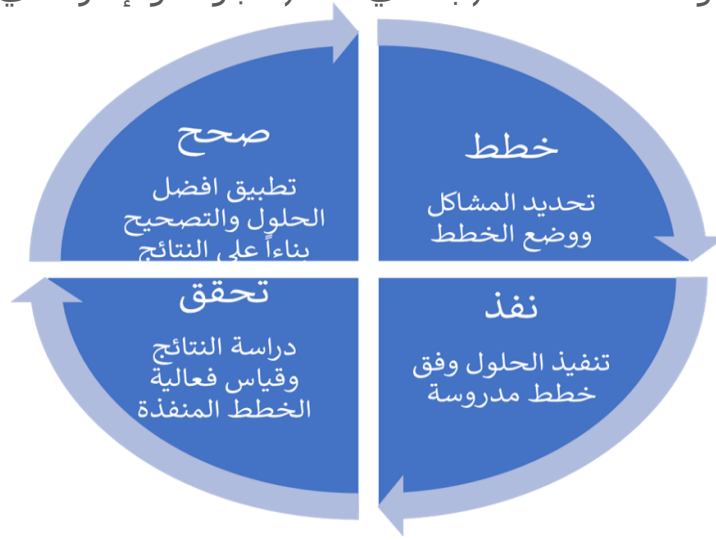 خطط
تحديد المشاكل
ووضع الخطط
نفذ
تنفيذ الحلول وفق
خطط مدروسة
تحقق
دراسة النتائج
وقياس فعالية
الخطط المنفذة
صحح
تطبيق افضل
الحلول والتصحيح
بناءاً على النتائج